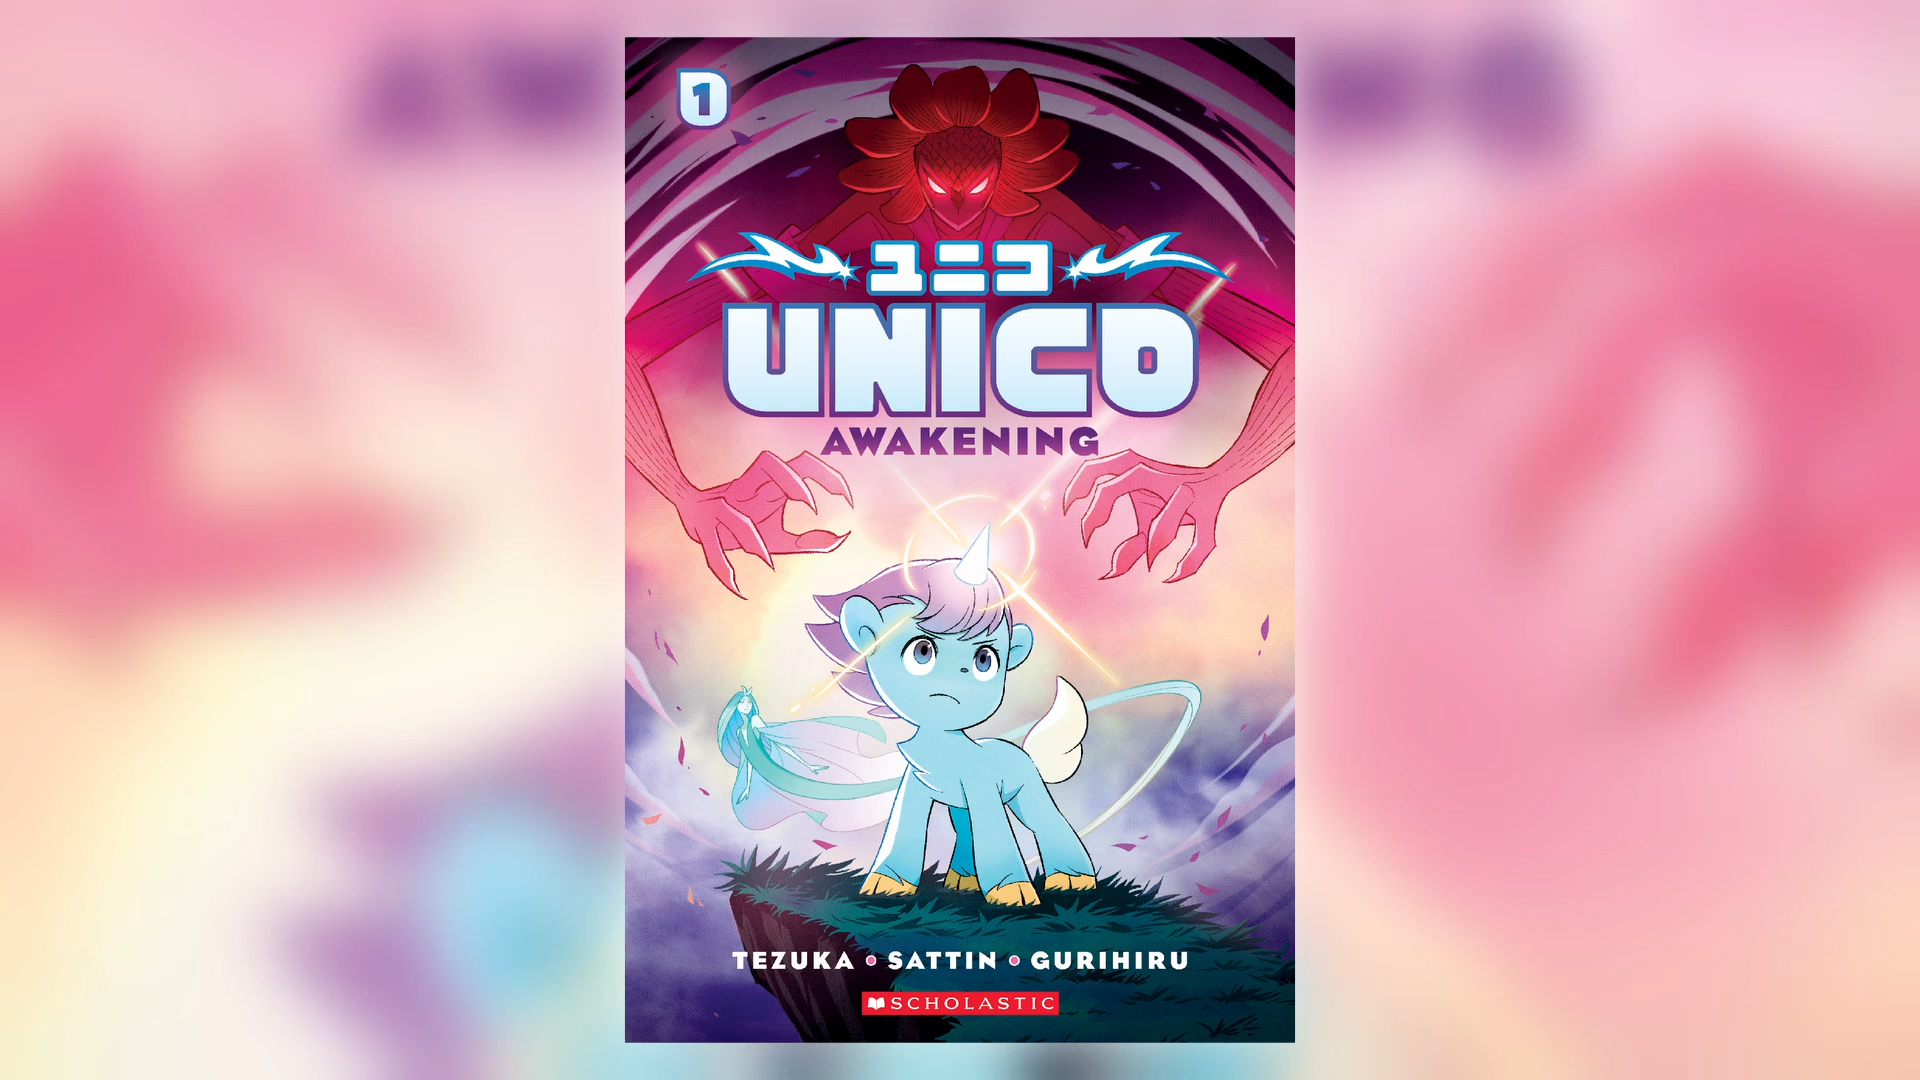 1
ユニコ
UNICO
AWAKENING
TEZUKA • SATTIN • GURIHIRU
SCHOLASTIC